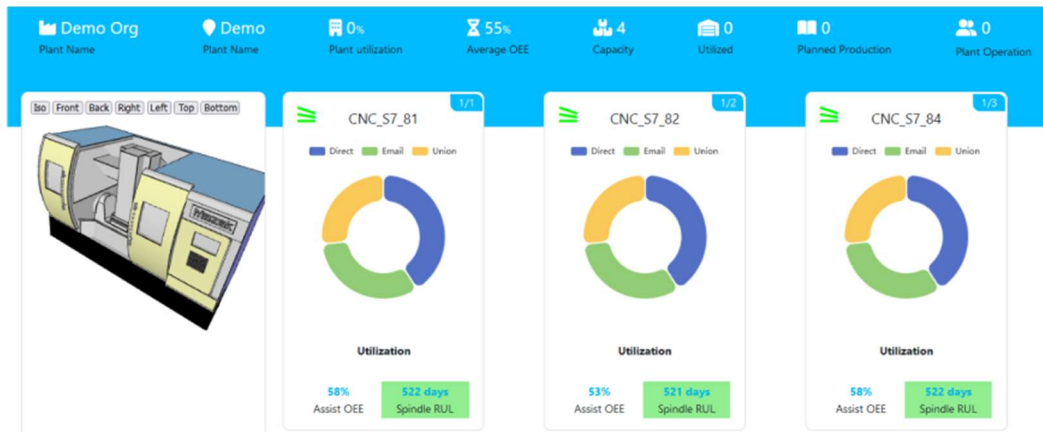 Demo Org
Plant Name
Demo
Plant Name
0%
Plant utilization
55%
Average OEE
4
Capacity
0
Utilized
0
Planned Production
0
Plant Operation
Iso Front Back Right Left Top Bottom
1/1
CNC_S7_81
Direct Email Union
Utilization
58%
Assist OEE
522 days
Spindle RUL
1/2
CNC_S7_82
Direct Email Union
Utilization
53%
Assist OEE
521 days
Spindle RUL
1/3
CNC_S7_84
Direct Email Union
Utilization
58%
Assist OEE
522 days
Spindle RUL